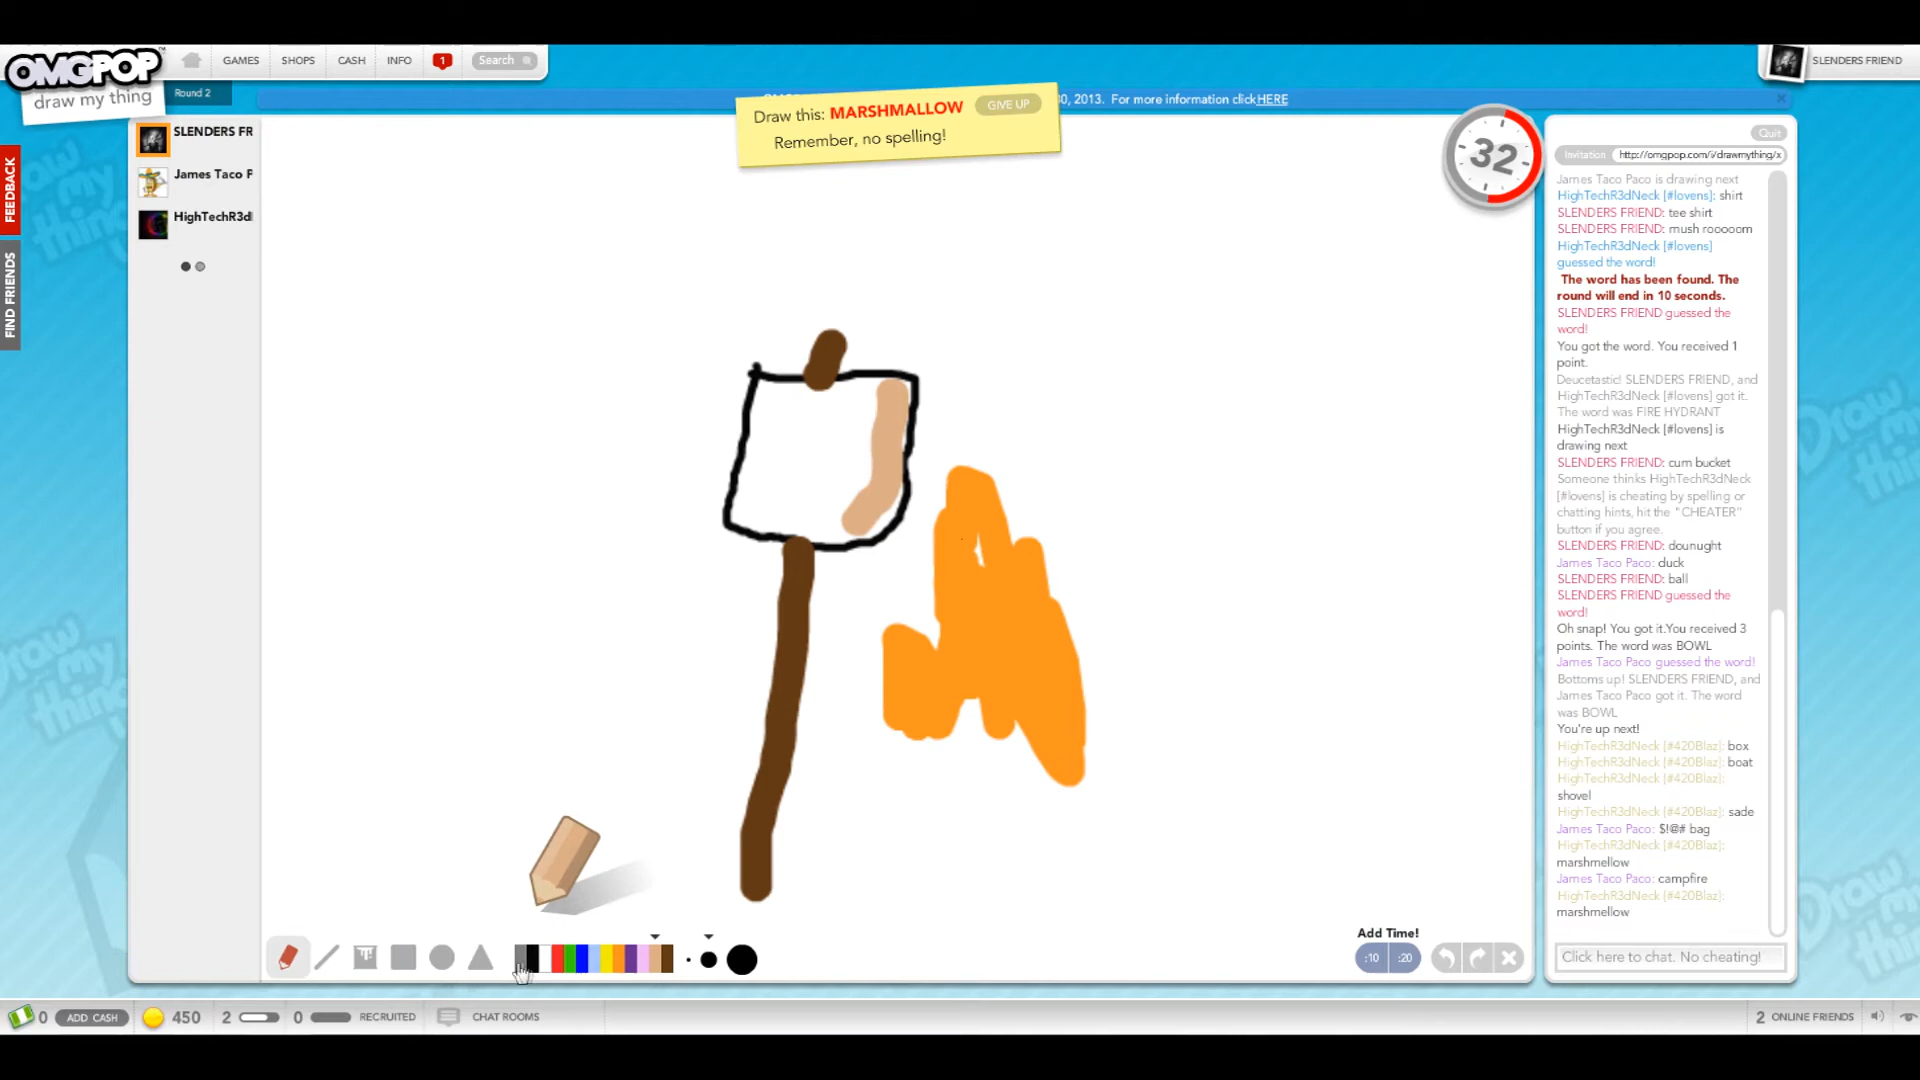 OMGPOP
draw my thing
GAMES
SHOPS
CASH
INFO
1
Search
SLENDERS FRIEND
Round 2
30, 2013. For more information click HERE
Draw this: MARSHMALLOW
GIVE UP
Remember, no spelling!
FEEDBACK
FIND FRIENDS
SLENDERS FR
James Taco P
HighTechR3d
32
Quit
Invitation http://omgpop.com/i/drawmything/x
James Taco Paco is drawing next
HighTechR3dNeck [#lovens]: shirt
SLENDERS FRIEND: tee shirt
SLENDERS FRIEND: mush rooooom
HighTechR3dNeck [#lovens]
guessed the word!
The word has been found. The
round will end in 10 seconds.
SLENDERS FRIEND guessed the
word!
You got the word. You received 1
point.
Deucetastic! SLENDERS FRIEND, and
HighTechR3dNeck [#lovens] got it.
The word was FIRE HYDRANT
HighTechR3dNeck [#lovens] is
drawing next
SLENDERS FRIEND: cum bucket
Someone thinks HighTechR3dNeck
[#lovens] is cheating by spelling or
chatting hints, hit the "CHEATER"
button if you agree.
SLENDERS FRIEND: dounught
James Taco Paco: duck
SLENDERS FRIEND: ball
SLENDERS FRIEND guessed the
word!
Oh snap! You got it.You received 3
points. The word was BOWL
James Taco Paco guessed the word!
Bottoms up! SLENDERS FRIEND, and
James Taco Paco got it. The word
was BOWL
You're up next!
HighTechR3dNeck [#420Blaz]: box
HighTechR3dNeck [#420Blaz]: boat
HighTechR3dNeck [#420Blaz]:
shovel
HighTechR3dNeck [#420Blaz]: sade
James Taco Paco: $!@# bag
HighTechR3dNeck [#420Blaz]:
marshmellow
James Taco Paco: campfire
HighTechR3dNeck [#420Blaz]:
marshmellow
Click here to chat. No cheating!
Add Time!
:10
:20
0
ADD CASH
450
2
0
RECRUITED
CHAT ROOMS
2 ONLINE FRIENDS